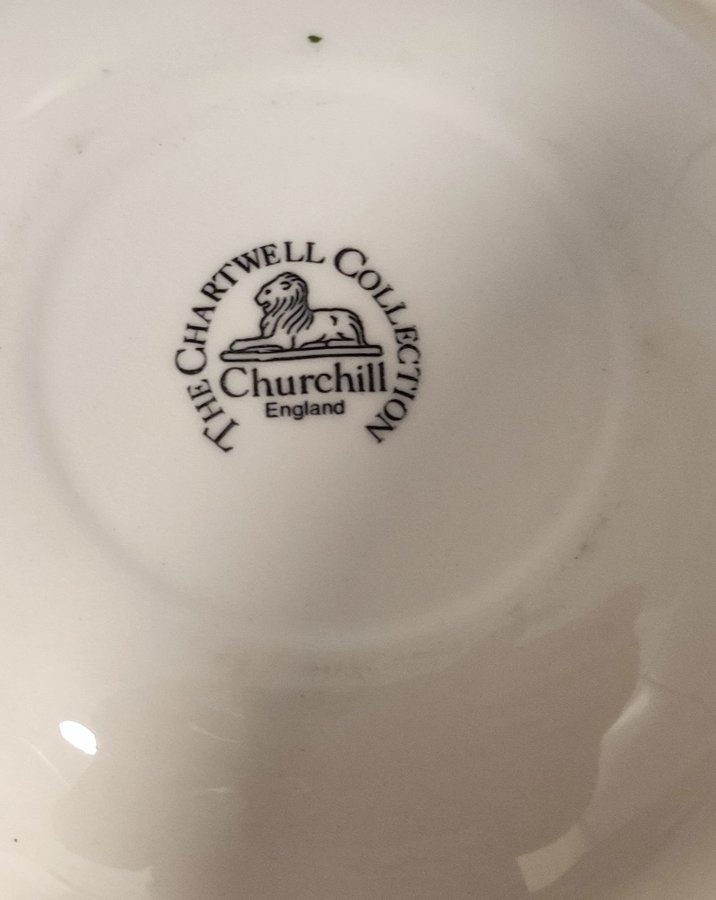 THE CHARTWELL COLLECTION
Churchill
England